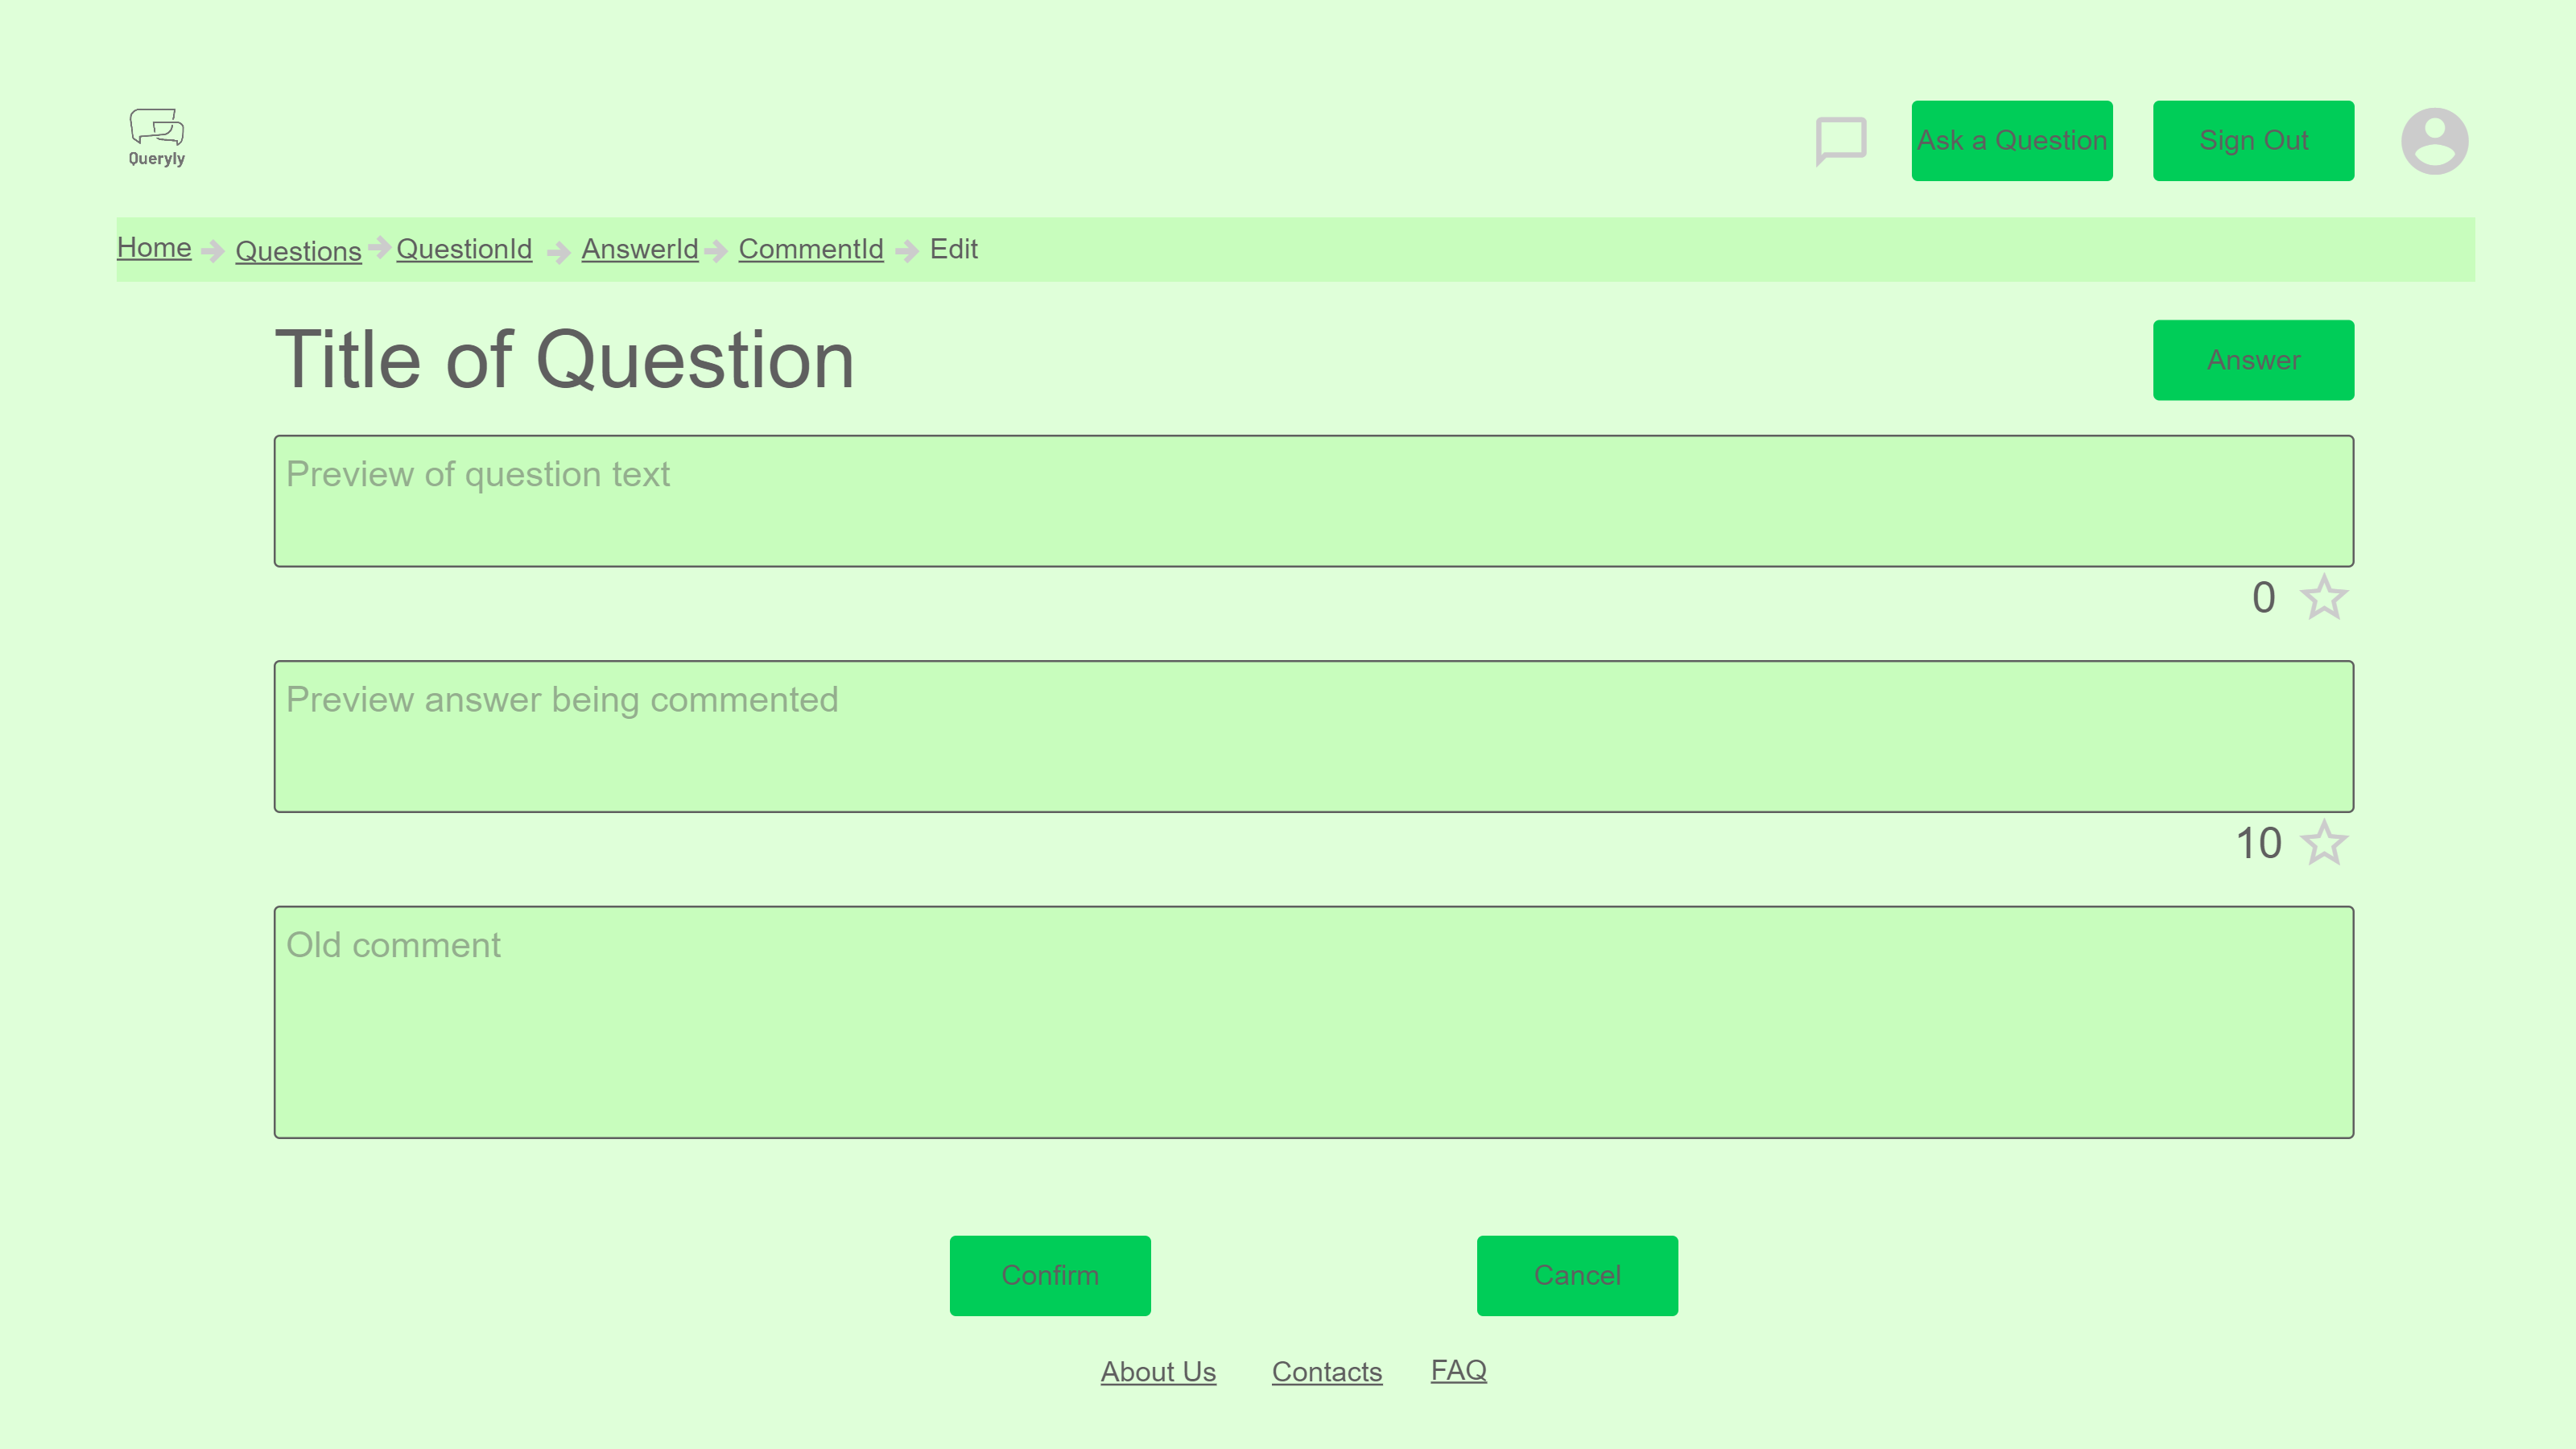 Queryly
Ask a Question
Sign Out
Home
Questions
QuestionId
AnswerId
CommentId
Edit
Title of Question
Answer
Preview of question text
0
Preview answer being commented
10
Old comment
Confirm
Cancel
About Us
Contacts
FAQ